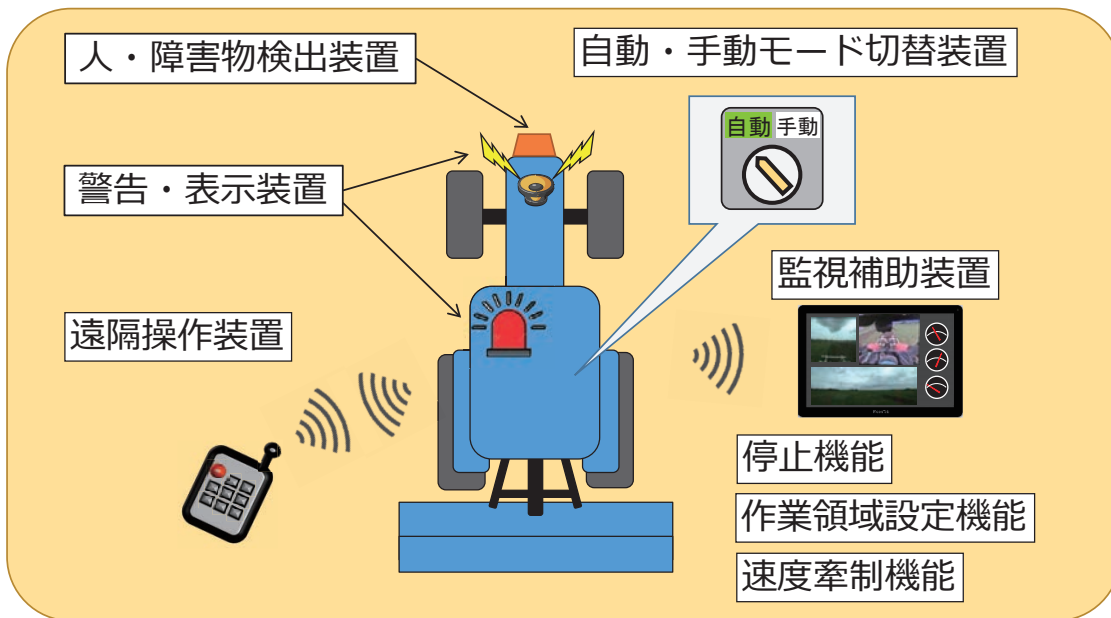 人・障害物検出装置
自動・手動モード切替装置
自動 手動
警告・表示装置
監視補助装置
遠隔操作装置
停止機能
作業領域設定機能
速度牽制機能